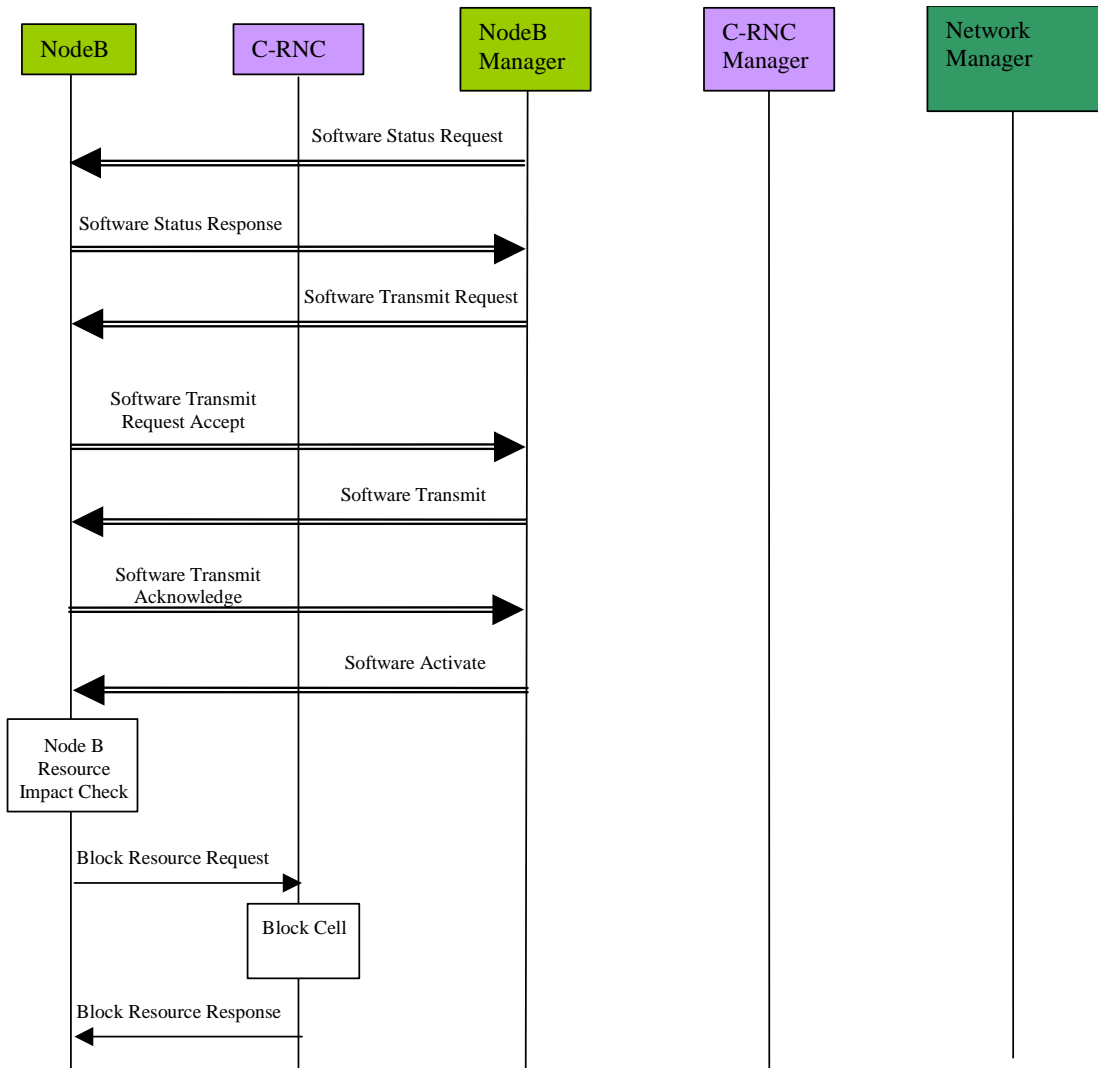 NodeB
C-RNC
NodeB
Manager
C-RNC
Manager
Network
Manager
Software Status Request
Software Status Response
Software Transmit Request
Software Transmit
Request Accept
Software Transmit
Software Transmit
Acknowledge
Software Activate
Node B
Resource
Impact Check
Block Resource Request
Block Cell
Block Resource Response